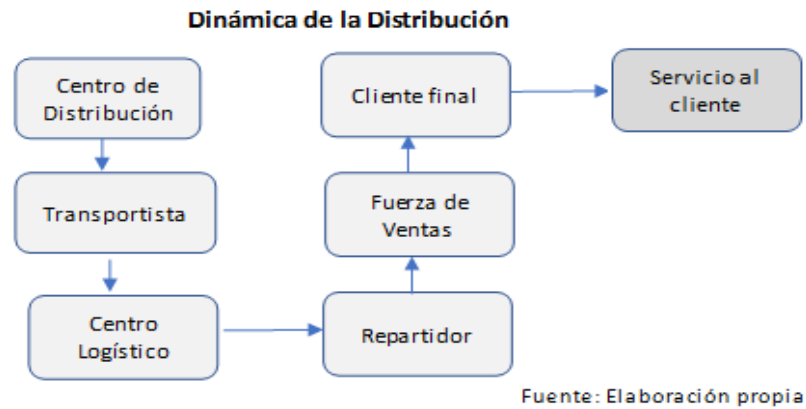 Dinámica de la Distribución
Centro de
Distribución
Transportista
Centro
Logístico
Repartidor
Fuerza de
Ventas
Cliente final
Servicio al
cliente
Fuente: Elaboración propia